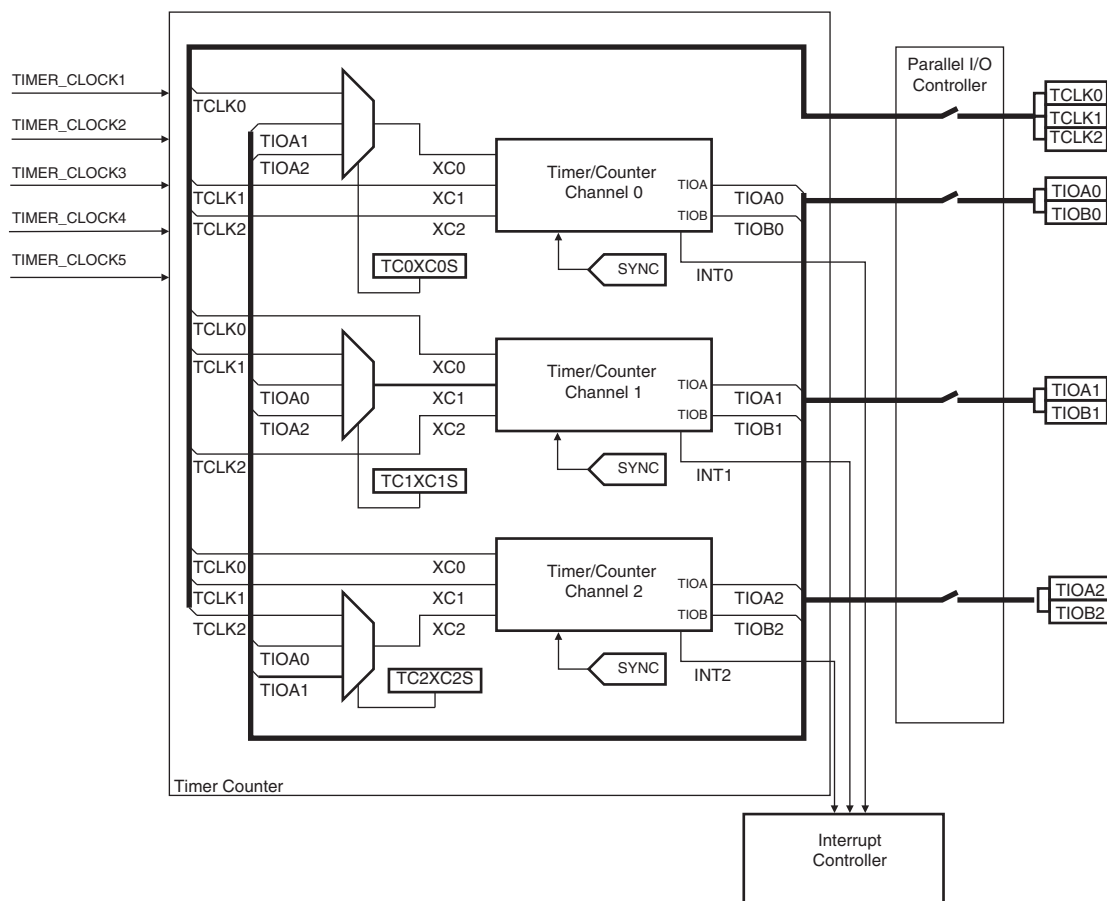 TIMER_CLOCK1
TIMER_CLOCK2
TIMER_CLOCK3
TIMER_CLOCK4
TIMER_CLOCK5
TCLK0
TIOA1
TIOA2
TCLK1
TCLK2
XC0
XC1
XC2
TC0XC0S
Timer/Counter
Channel 0
TIOA
TIOB
TIOA0
TIOB0
SYNC
INT0
TCLK0
TCLK1
TIOA0
TIOA2
TCLK2
XC0
XC1
XC2
TC1XC1S
Timer/Counter
Channel 1
TIOA
TIOB
TIOA1
TIOB1
SYNC
INT1
TCLK0
TCLK1
TCLK2
TIOA0
TIOA1
XC0
XC1
XC2
TC2XC2S
Timer/Counter
Channel 2
TIOA
TIOB
TIOA2
TIOB2
SYNC
INT2
Timer Counter
Parallel I/O
Controller
TCLK0
TCLK1
TCLK2
TIOA0
TIOB0
TIOA1
TIOB1
TIOA2
TIOB2
Interrupt
Controller